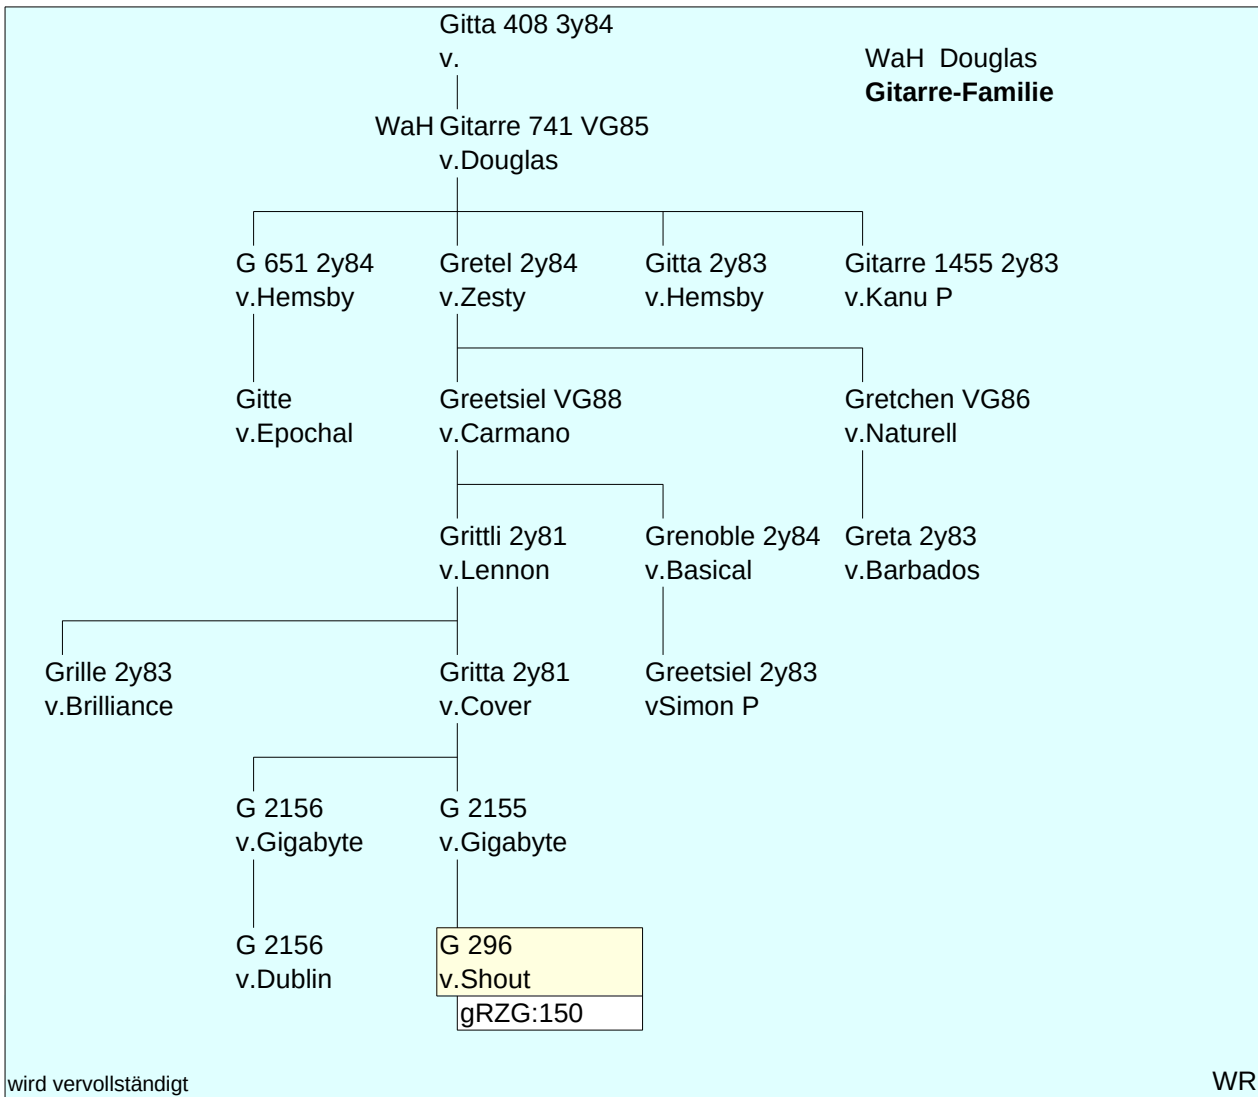 Gitta 408 3y84
v.
WaH Douglas
Gitarre-Familie
WaH Gitarre 741 VG85
v.Douglas
G 651 2y84
v.Hemsby
Gretel 2y84
v.Zesty
Gitta 2y83
v.Hemsby
Gitarre 1455 2y83
v.Kanu P
Gitte
v.Epochal
Greetsiel VG88
v.Carmano
Gretchen VG86
v.Naturell
Grittli 2y81
v.Lennon
Grenoble 2y84
v.Basical
Greta 2y83
v.Barbados
Grille 2y83
v.Brilliance
Gritta 2y81
v.Cover
Greetsiel 2y83
vSimon P
G 2156
v.Gigabyte
G 2155
v.Gigabyte
G 2156
v.Dublin
G 296
v.Shout
gRZG:150
wird vervollständigt
WR